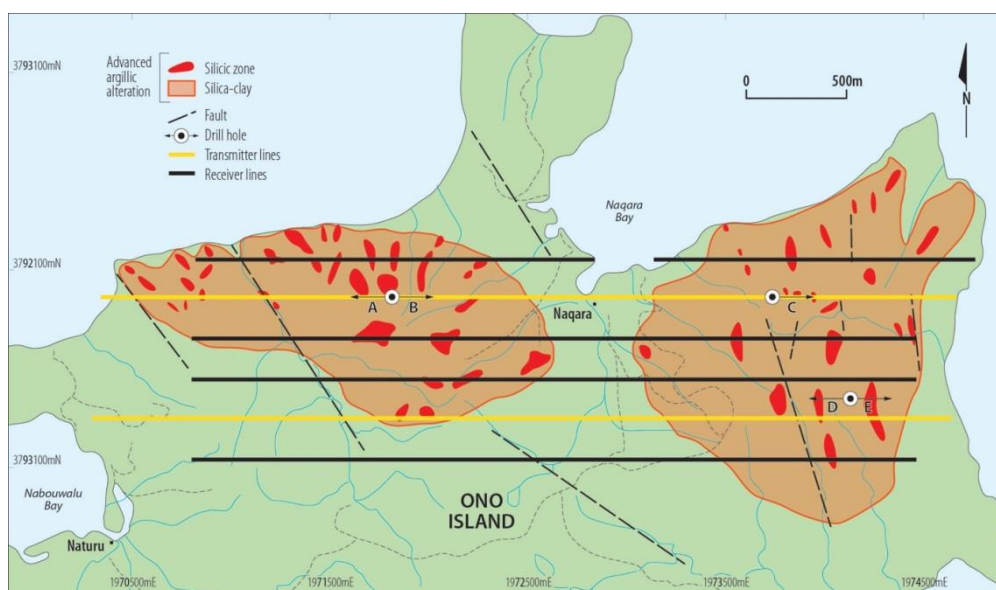 3793100mN
Advanced
argillic
alteration
Silicic zone
Silica-clay
Fault
Drill hole
Transmitter lines
Receiver lines
0 500m
N
Naqara
Bay
3792100mN
A B
C
Naqara
D E
3793100mN
Nabouwalu
Bay
ONO
ISLAND
Naturu
1970500mE 1971500mE 1972500mE 1973500mE 1974500mE